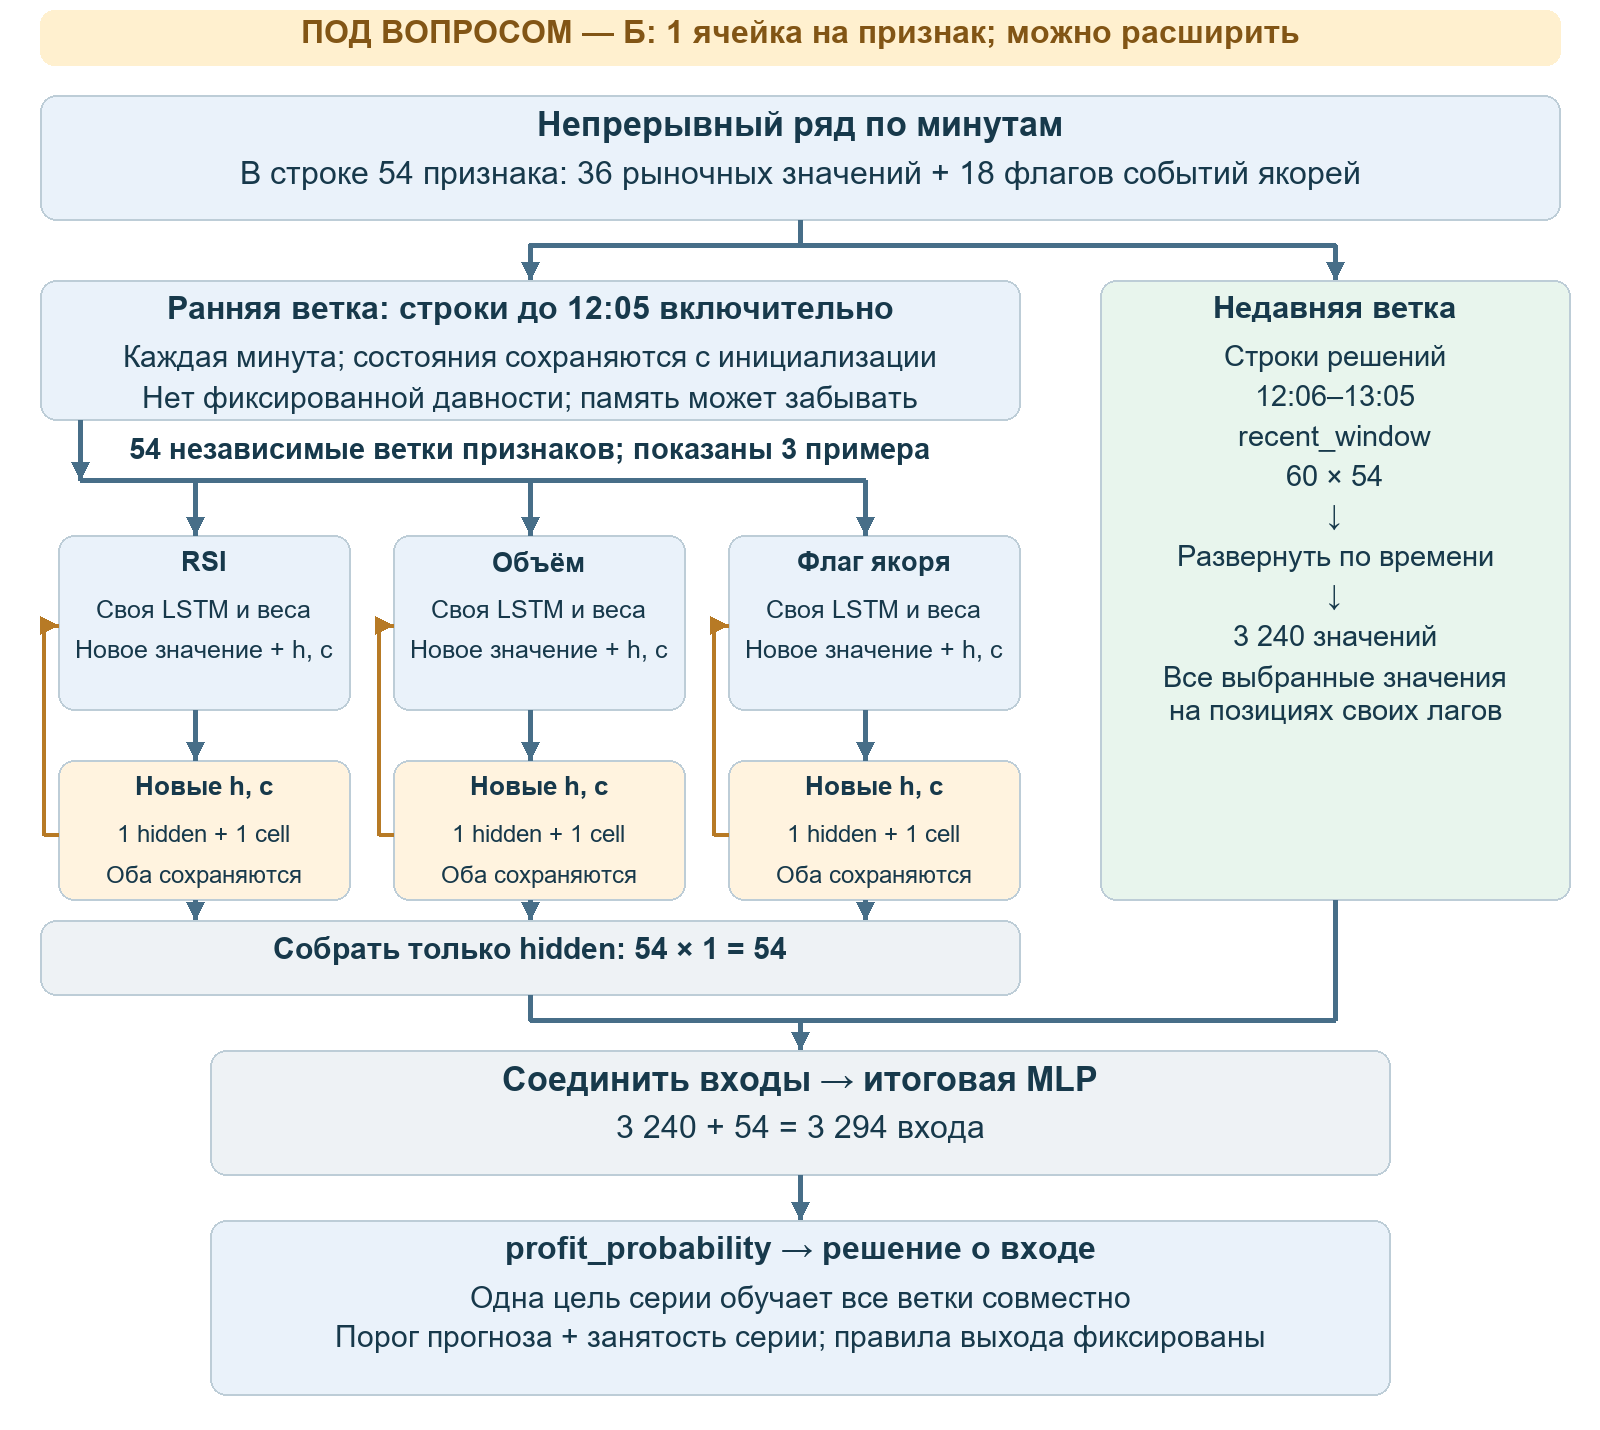 ПОД ВОПРОСОМ — Б: 1 ячейка на признак; можно расширить
Непрерывный ряд по минутам
В строке 54 признака: 36 рыночных значений + 18 флагов событий якорей
Ранняя ветка: строки до 12:05 включительно
Каждая минута; состояния сохраняются с инициализации
Нет фиксированной давности; память может забывать
54 независимые ветки признаков; показаны 3 примера
RSI
Своя LSTM и веса
Новое значение + h, c
Новые h, c
1 hidden + 1 cell
Оба сохраняются
Объём
Своя LSTM и веса
Новое значение + h, c
Новые h, c
1 hidden + 1 cell
Оба сохраняются
Флаг якоря
Своя LSTM и веса
Новое значение + h, c
Новые h, c
1 hidden + 1 cell
Оба сохраняются
Собрать только hidden: 54 × 1 = 54
Недавняя ветка
Строки решений
12:06–13:05
recent_window
60 × 54
↓
Развернуть по времени
↓
3 240 значений
Все выбранные значения
на позициях своих лагов
Соединить входы → итоговая MLP
3 240 + 54 = 3 294 входа
profit_probability → решение о входе
Одна цель серии обучает все ветки совместно
Порог прогноза + занятость серии; правила выхода фиксированы